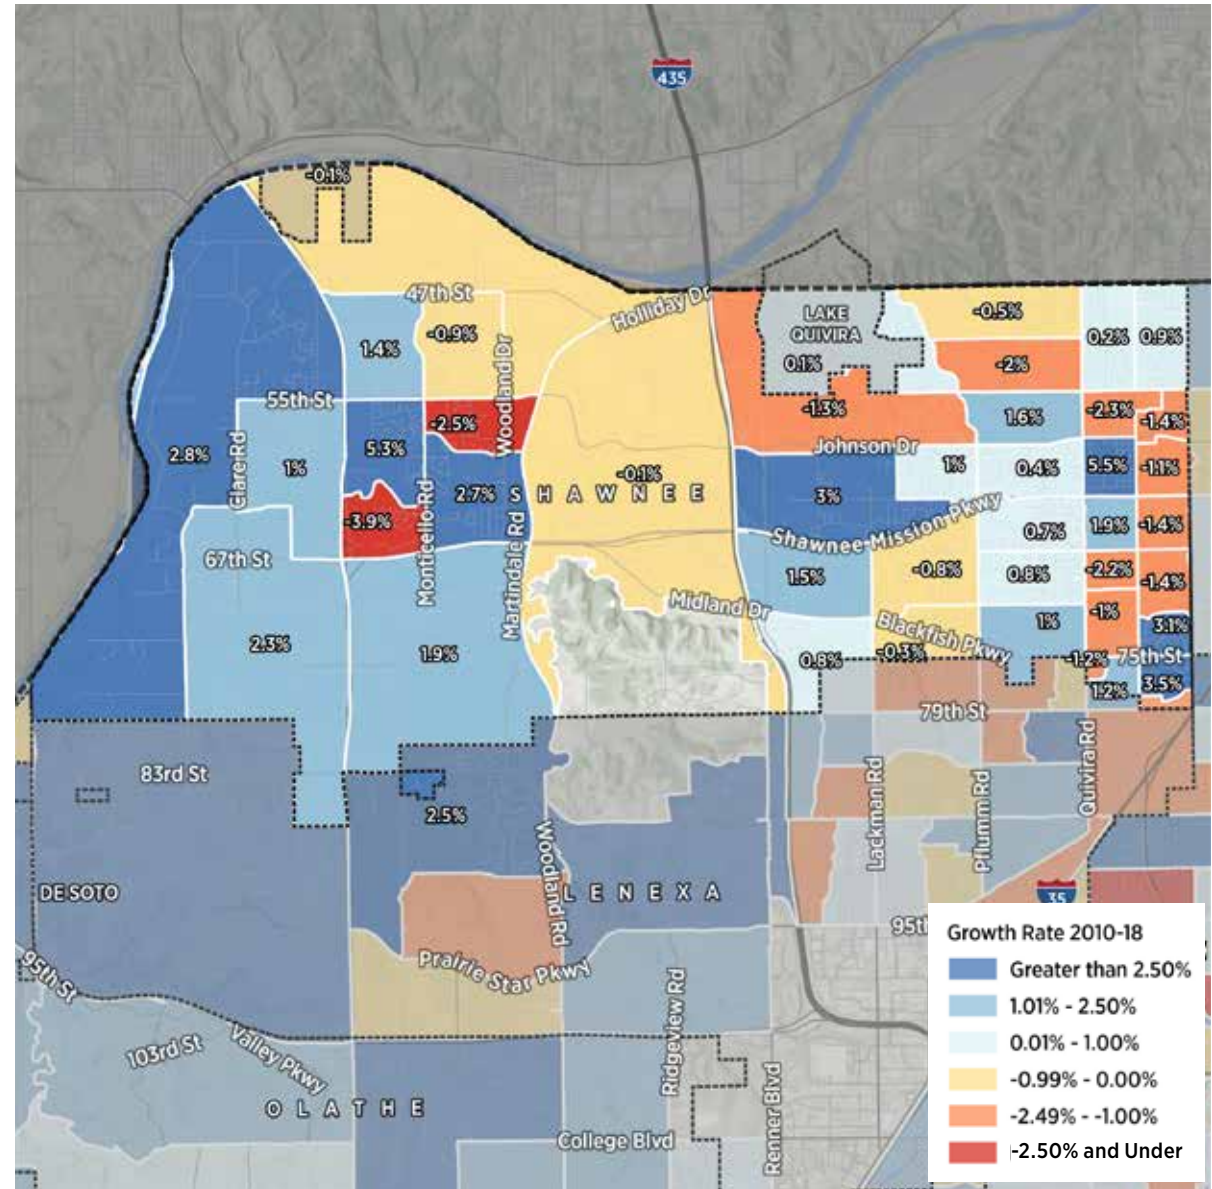 435
-0.1%
47th St
Holliday Dr
-0.9%
1.4%
Woodland Dr
LAKE
QUIVIRA
0.1%
-0.5%
0.2%
0.9%
-2%
55th St
-2.5%
-1.3%
1.6%
-2.3%
-1.4%
Johnson Dr
2.8%
Clare Rd
1%
5.3%
2.7%
SHAWNEE
-0.1%
3%
1%
0.4%
5.5%
-1.1%
-3.9%
Monticello Rd
Martindale Rd
Shawnee Mission Pkwy
0.7%
1.9%
-1.4%
67th St
1.5%
-0.8%
0.8%
-2.2%
-1.4%
Midland Dr
Blackfish Pkwy
1%
-1%
3.1%
2.3%
1.9%
0.8%
-0.3%
-1.2%
75th St
1.2%
3.5%
79th St
83rd St
2.5%
Woodland Rd
Lackman Rd
Pflumm Rd
Quivira Rd
DE SOTO
LENEXA
35
95th
95th St
Prairie Star Pkwy
103rd St
Valley Pkwy
Ridgeview Rd
Renner Blvd
OLATHE
College Blvd
Growth Rate 2010-18
Greater than 2.50%
1.01% - 2.50%
0.01% - 1.00%
-0.99% - 0.00%
-2.49% - -1.00%
-2.50% and Under